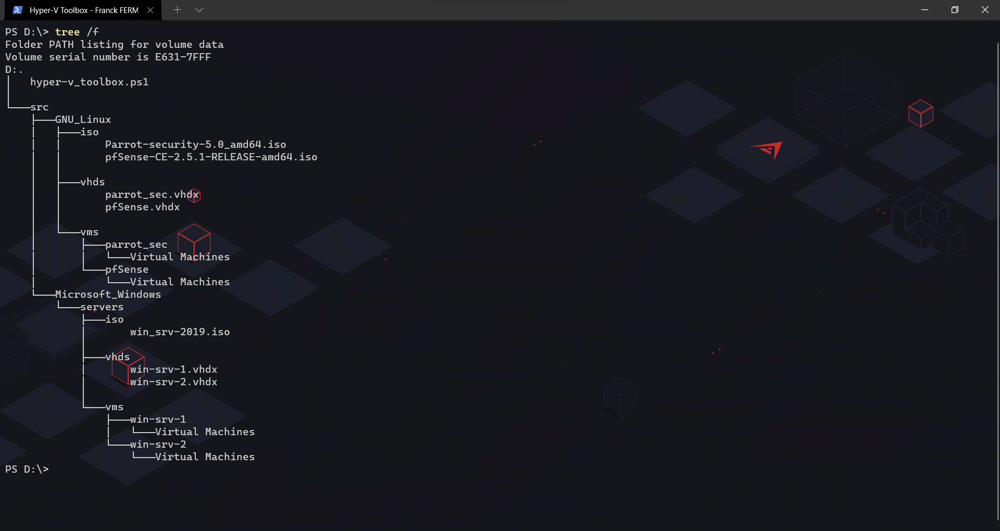 Hyper-V Toolbox - Franck FERM
PS D:\> tree /f
Folder PATH listing for volume data
Volume serial number is E631-7FFF
D:.
│   hyper-v_toolbox.ps1
│
└───src
    ├───GNU_Linux
    │   ├───iso
    │   │       Parrot-security-5.0_amd64.iso
    │   │       pfSense-CE-2.5.1-RELEASE-amd64.iso
    │   │
    │   ├───vhds
    │   │       parrot_sec.vhdx
    │   │       pfSense.vhdx
    │   │
    │   └───vms
    │       ├───parrot_sec
    │       │   └───Virtual Machines
    │       └───pfSense
    │           └───Virtual Machines
    └───Microsoft_Windows
        └───servers
            ├───iso
            │       win_srv-2019.iso
            │
            ├───vhds
            │       win-srv-1.vhdx
            │       win-srv-2.vhdx
            │
            └───vms
                ├───win-srv-1
                │   └───Virtual Machines
                └───win-srv-2
                    └───Virtual Machines
PS D:\>